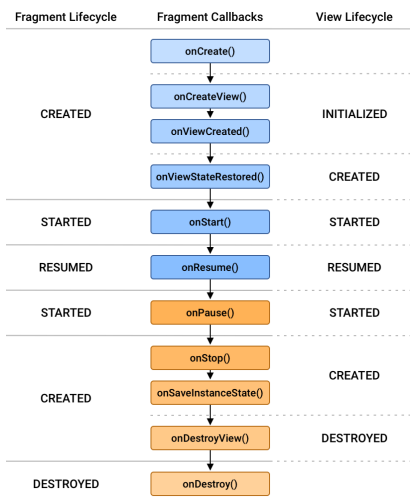 Fragment Lifecycle Fragment Callbacks View Lifecycle
onCreate()
onCreateView()
CREATED INITIALIZED
onViewCreated()
onViewStateRestored() CREATED
STARTED onStart() STARTED
RESUMED onResume() RESUMED
STARTED onPause() STARTED
onStop()
CREATED
onSaveInstanceState()
CREATED
onDestroyView() DESTROYED
DESTROYED onDestroy()